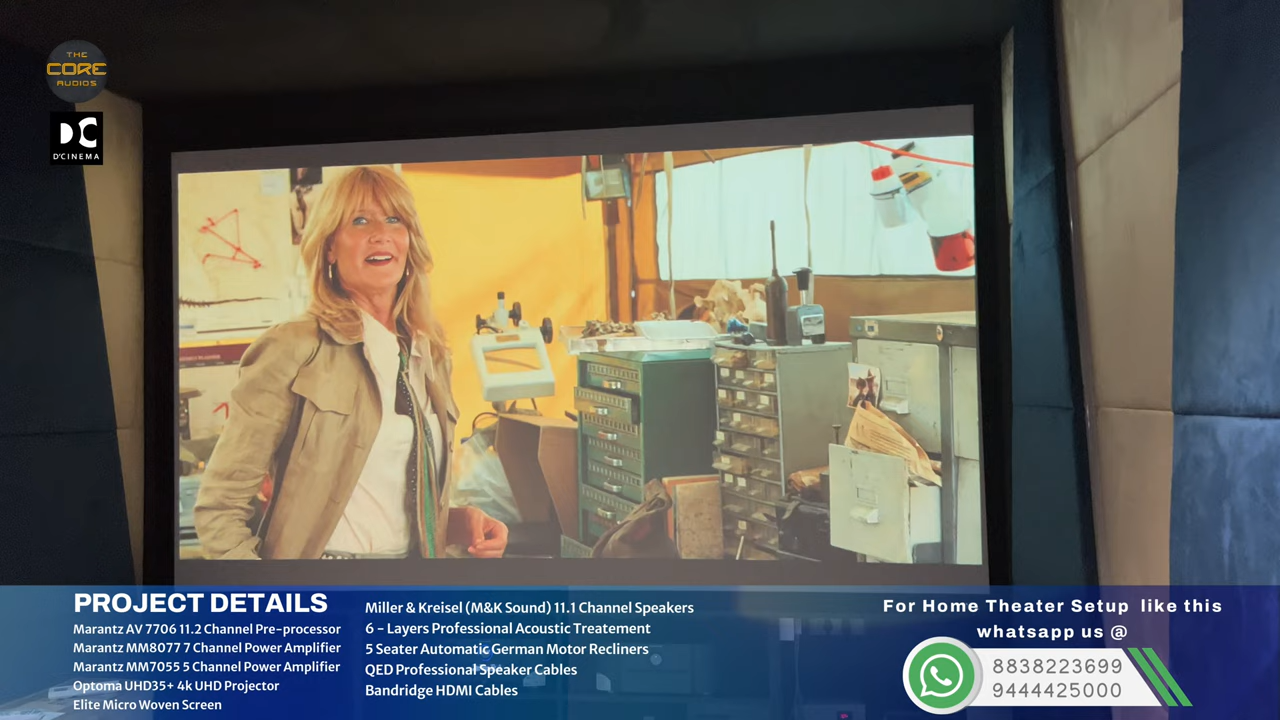 THE
CORE
AUDIOS
DC
D'CINEMA
PROJECT DETAILS
Marantz AV 7706 11.2 Channel Pre-processor
Marantz MM8077 7 Channel Power Amplifier
Marantz MM7055 5 Channel Power Amplifier
Optoma UHD35+ 4k UHD Projector
Elite Micro Woven Screen
Miller & Kreisel (M&K Sound) 11.1 Channel Speakers
6 - Layers Professional Acoustic Treatement
5 Seater Automatic German Motor Recliners
QED Professional Speaker Cables
Bandridge HDMI Cables
For Home Theater Setup like this
whatsapp us @
8838223699
9444425000